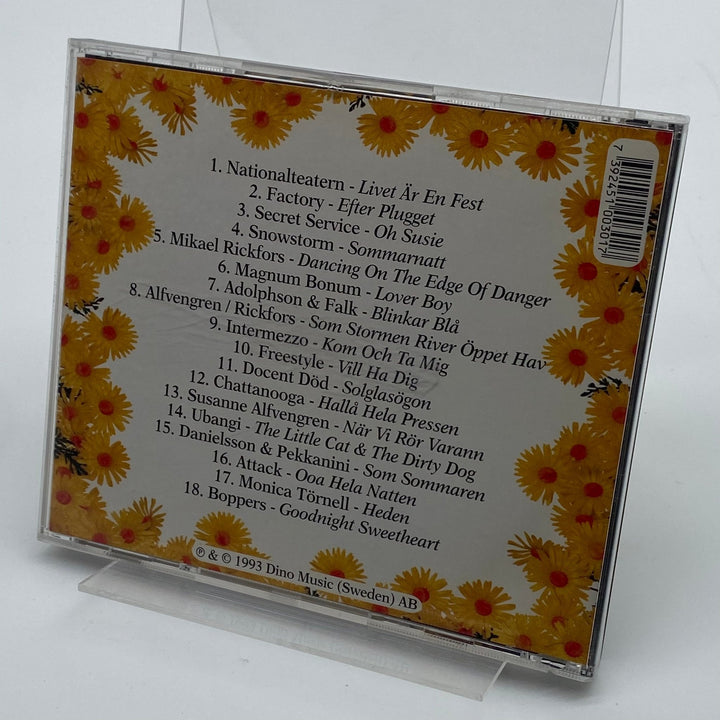 1. Nationalteatern - Livet Är En Fest
2. Factory - Efter Plugget
3. Secret Service - Oh Susie
4. Snowstorm - Sommarnatt
5. Mikael Rickfors - Dancing On The Edge Of Danger
6. Magnum Bonum - Lover Boy
7. Adolphson & Falk - Blinkar Blå
8. Alfvengren / Rickfors - Som Stormen River Öppet Hav
9. Intermezzo - Kom Och Ta Mig
10. Freestyle - Vill Ha Dig
11. Docent Död - Solglasögon
12. Chattanooga - Hallå Hela Pressen
13. Susanne Alfvengren - När Vi Rör Varann
14. Ubangi - The Little Cat & The Dirty Dog
15. Danielsson & Pekkanini - Som Sommaren
16. Attack - Ooa Hela Natten
17. Monica Törnell - Heden
18. Boppers - Goodnight Sweetheart
℗ & © 1993 Dino Music (Sweden) AB
7 392451 003017